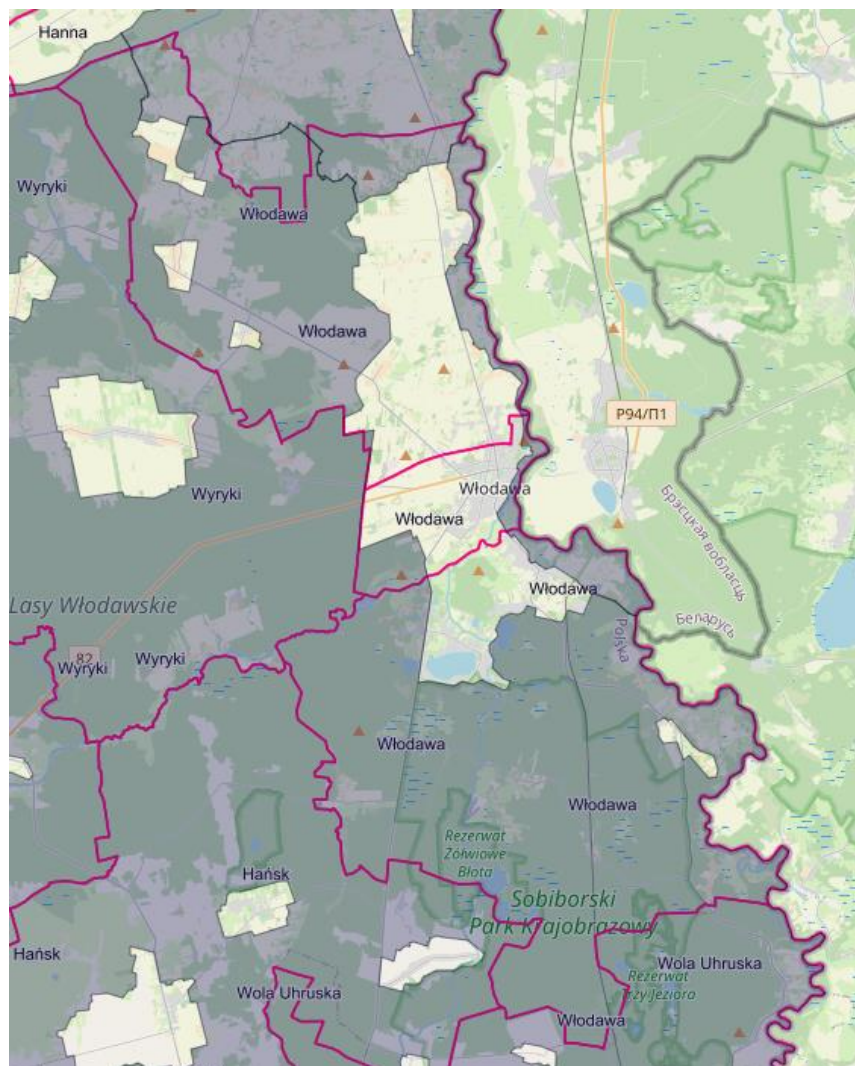 Hanna
Wyryki
Włodawa
Włodawa
P94/П1
Włodawa
Wyryki
Włodawa
Брэсцкая вобласць
Włodawa
Lasy Włodawskie
Беларусь
Polska
82
Wyryki
Wyryki
Włodawa
Włodawa
Rezerwat
Żółwiowe
Błota
Hańsk
Sobiborski
Park Krajobrazowy
Hańsk
Wola Uhruska
Rezerwat
Trzy Jeziora
Wola Uhruska
Włodawa